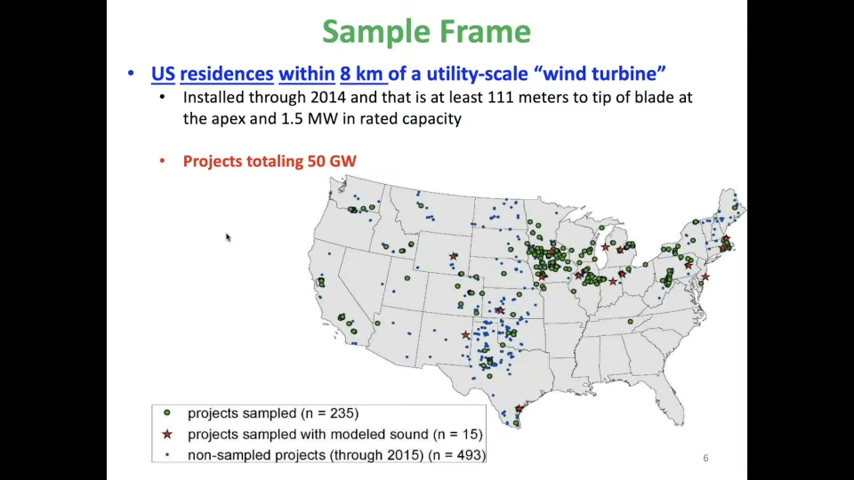 Sample Frame
• US residences within 8 km of a utility-scale “wind turbine”
• Installed through 2014 and that is at least 111 meters to tip of blade at
the apex and 1.5 MW in rated capacity
• Projects totaling 50 GW
projects sampled (n = 235)
projects sampled with modeled sound (n = 15)
non-sampled projects (through 2015) (n = 493)
6